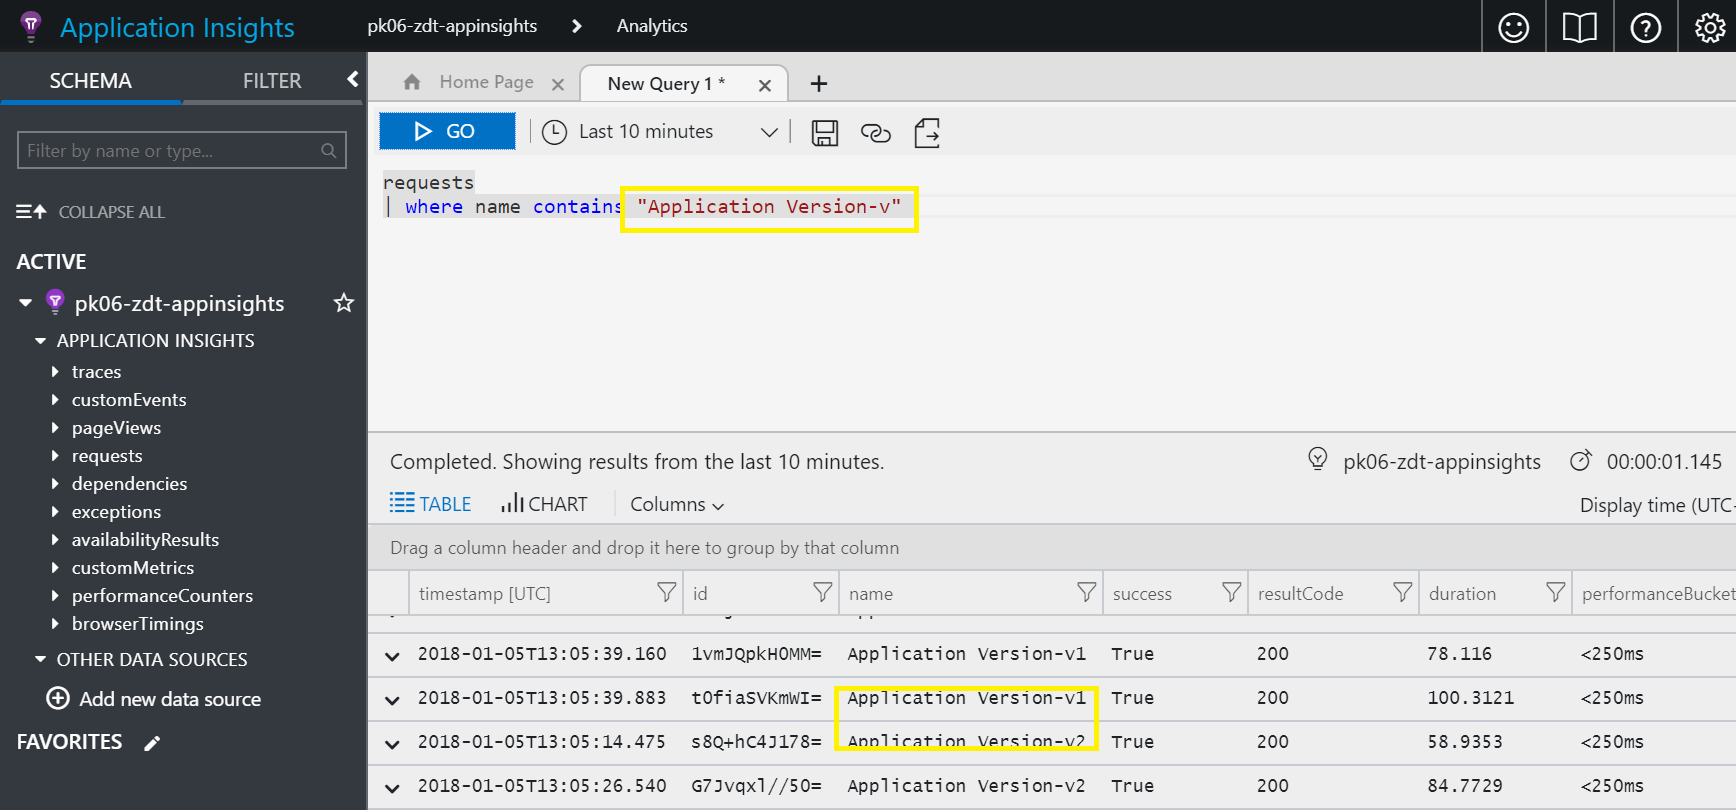 Application Insights
pk06-zdt-appinsights
Analytics
SCHEMA
FILTER
Home Page
New Query 1 *
GO
Last 10 minutes
Filter by name or type...
requests
| where name contains "Application Version-v"
COLLAPSE ALL
ACTIVE
pk06-zdt-appinsights
APPLICATION INSIGHTS
traces
customEvents
pageViews
requests
dependencies
exceptions
availabilityResults
customMetrics
performanceCounters
browserTimings
OTHER DATA SOURCES
Add new data source
FAVORITES
Completed. Showing results from the last 10 minutes.
pk06-zdt-appinsights
00:00:01.145
TABLE
CHART
Columns
Display time (UTC-
Drag a column header and drop it here to group by that column
timestamp [UTC] id name success resultCode duration performanceBucket
2018-01-05T13:05:39.160 1vmJQpkH0MM= Application Version-v1 True 200 78.116 <250ms
2018-01-05T13:05:39.883 t0fiaSVKmWI= Application Version-v1 True 200 100.3121 <250ms
2018-01-05T13:05:14.475 s8Q+hC4J178= Application Version-v2 True 200 58.9353 <250ms
2018-01-05T13:05:26.540 G7Jvqxl//50= Application Version-v2 True 200 84.7729 <250ms